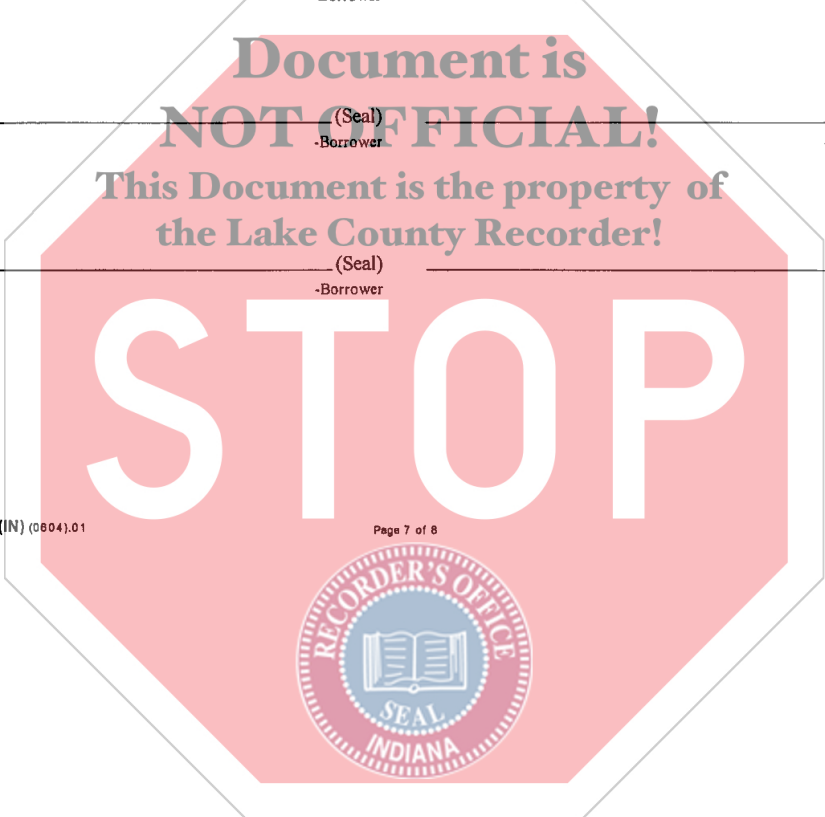 Document is
NOT OFFICIAL!
(Seal)
-Borrower
This Document is the property of
the Lake County Recorder!
(Seal)
-Borrower
STOP
(IN) (0604).01
Page 7 of 8
RECORDER'S OFFICE
SEAL
INDIANA